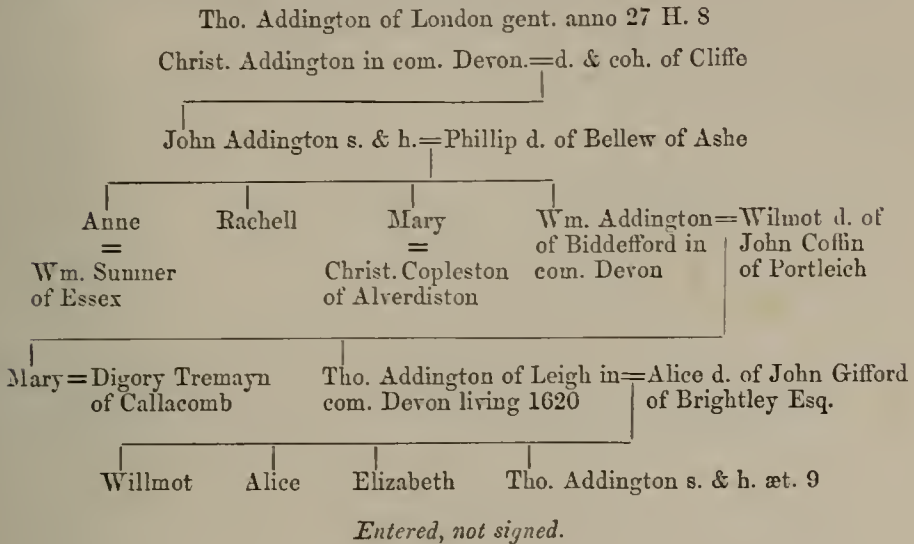 Tho. Addington of London gent. anno 27 H. 8
Christ. Addington in com. Devon.=d. & coh. of Cliffe
John Addington s. & h.=Phillip d. of Bellew of Ashe
Anne
=
Wm. Sumner
of Essex
Rachell
Mary
=
Christ. Copleston
of Alverdiston
Wm. Addington=Wilmot d. of
of Biddefford in John Coffin
com. Devon of Portleich
Mary=Digory Tremayn
of Callacomb
Tho. Addington of Leigh in=Alice d. of John Gifford
com. Devon living 1620 of Brightley Esq.
Willmot Alice Elizabeth Tho. Addington s. & h. æt. 9
Entered, not signed.